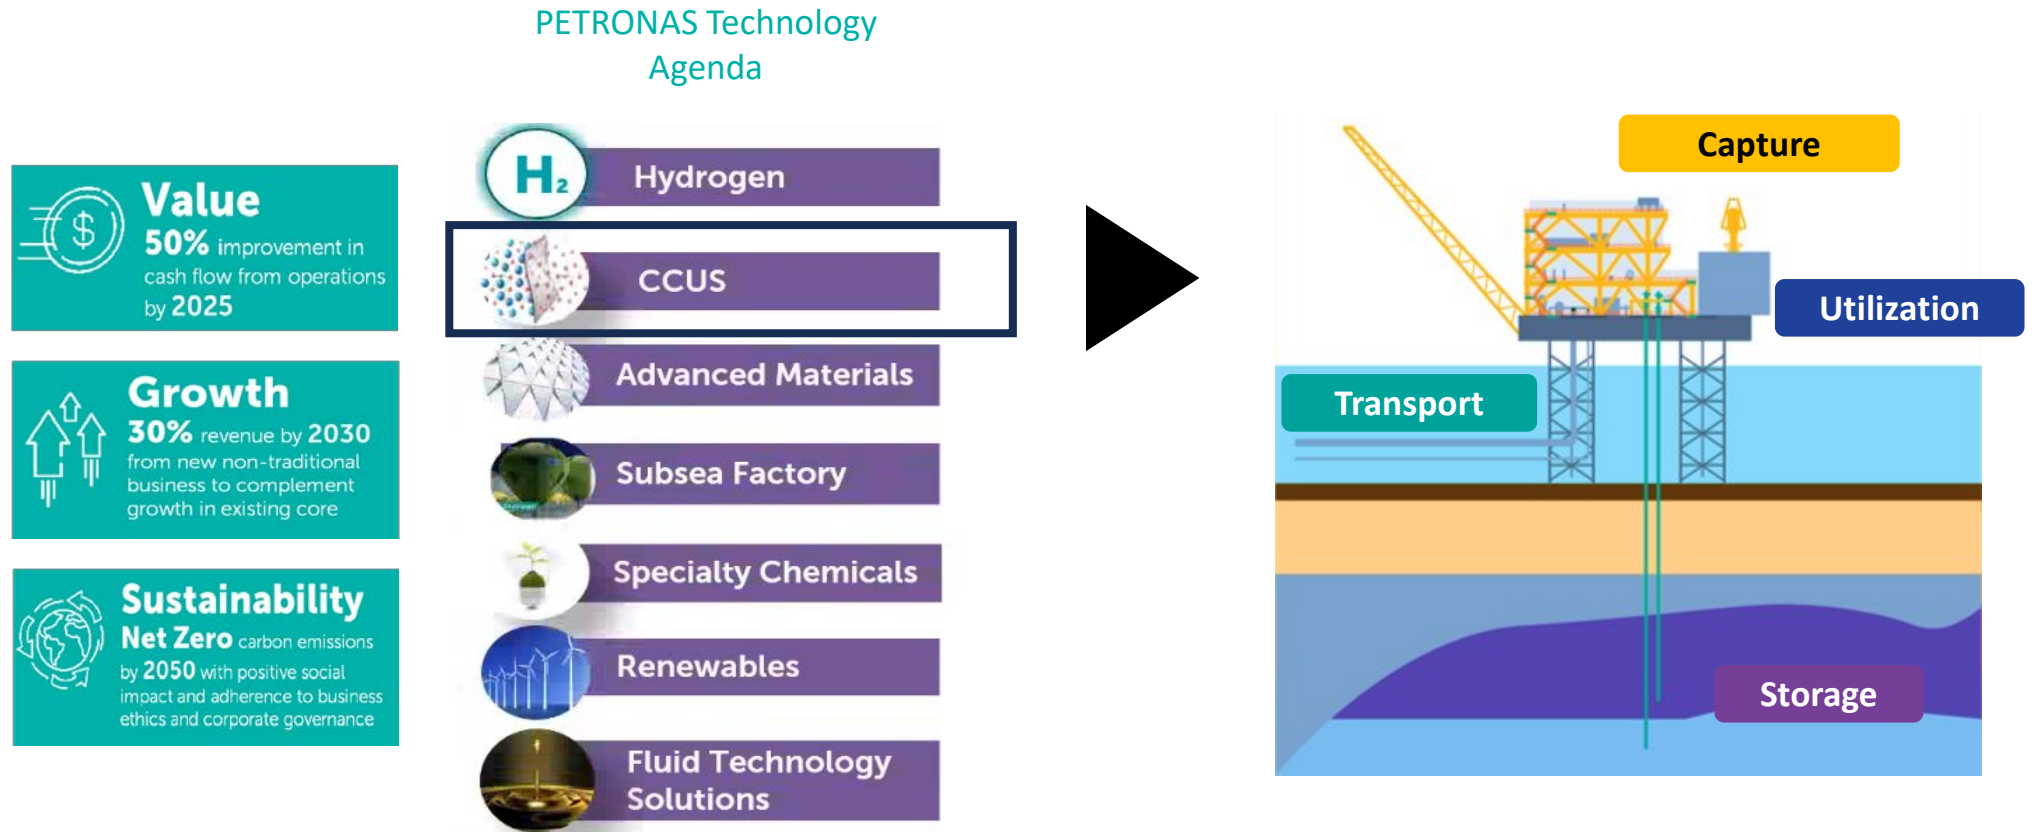 PETRONAS Technology
Agenda
Value
50% improvement in
cash flow from operations
by 2025
Growth
30% revenue by 2030
from new non-traditional
business to complement
growth in existing core
Sustainability
Net Zero carbon emissions
by 2050 with positive social
impact and adherence to business
ethics and corporate governance
H2
Hydrogen
CCUS
Advanced Materials
Subsea Factory
Specialty Chemicals
Renewables
Fluid Technology
Solutions
Capture
Utilization
Transport
Storage